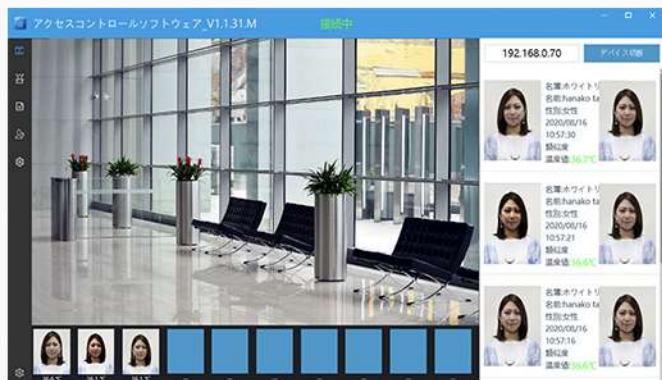 アクセスコントロールソフトウェア_V1.1.31.M
接続中
192.168.0.70
デバイス切断
名簿:ホワイトリ
名前:hanako ta
性別:女性
2020/08/16
10:57:30
類似度
温度値:36.7℃
名簿:ホワイトリ
名前:hanako ta
性別:女性
2020/08/16
10:57:21
類似度
温度値:36.6℃
名簿:ホワイトリ
名前:hanako ta
性別:女性
2020/08/16
10:57:16
類似度
温度値:36.6℃